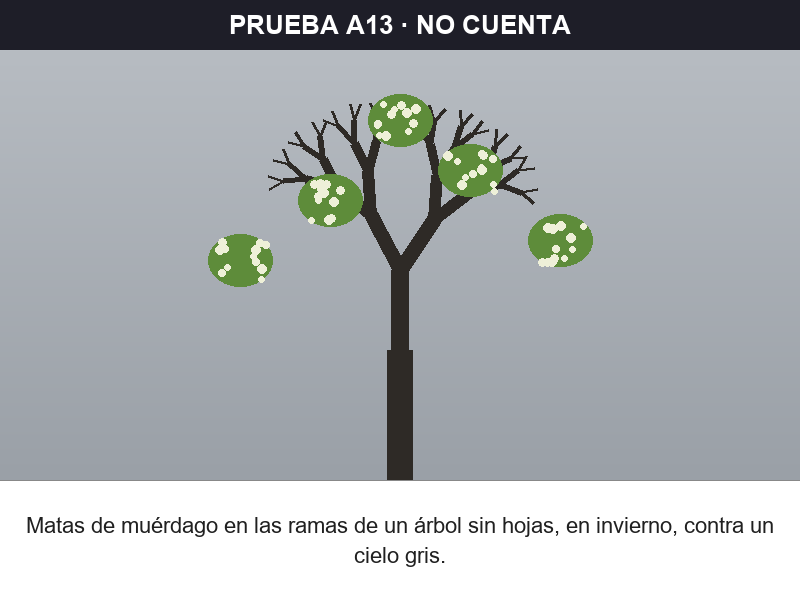 PRUEBA A13 · NO CUENTA
Matas de muérdago en las ramas de un árbol sin hojas, en invierno, contra un
cielo gris.